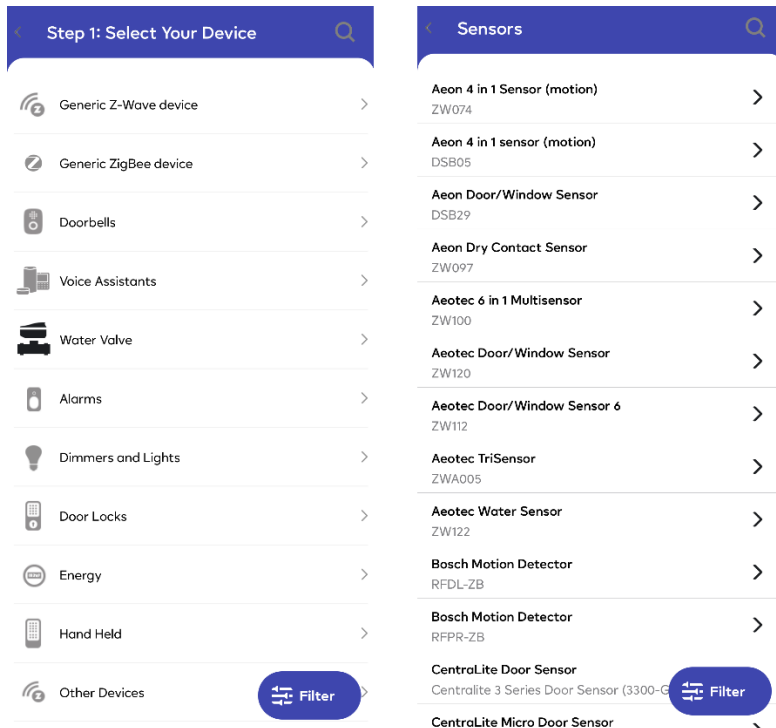 Step 1: Select Your Device
Generic Z-Wave device
Generic ZigBee device
Doorbells
Voice Assistants
Water Valve
Alarms
Dimmers and Lights
Door Locks
Energy
Hand Held
Other Devices
Filter
Sensors
Aeon 4 in 1 Sensor (motion)
ZW074
Aeon 4 in 1 sensor (motion)
DSB05
Aeon Door/Window Sensor
DSB29
Aeon Dry Contact Sensor
ZW097
Aeotec 6 in 1 Multisensor
ZW100
Aeotec Door/Window Sensor
ZW120
Aeotec Door/Window Sensor 6
ZW112
Aeotec TriSensor
ZWA005
Aeotec Water Sensor
ZW122
Bosch Motion Detector
RFDL-ZB
Bosch Motion Detector
RFPR-ZB
CentraLite Door Sensor
Centralite 3 Series Door Sensor (3300-G
Filter
CentraLite Micro Door Sensor